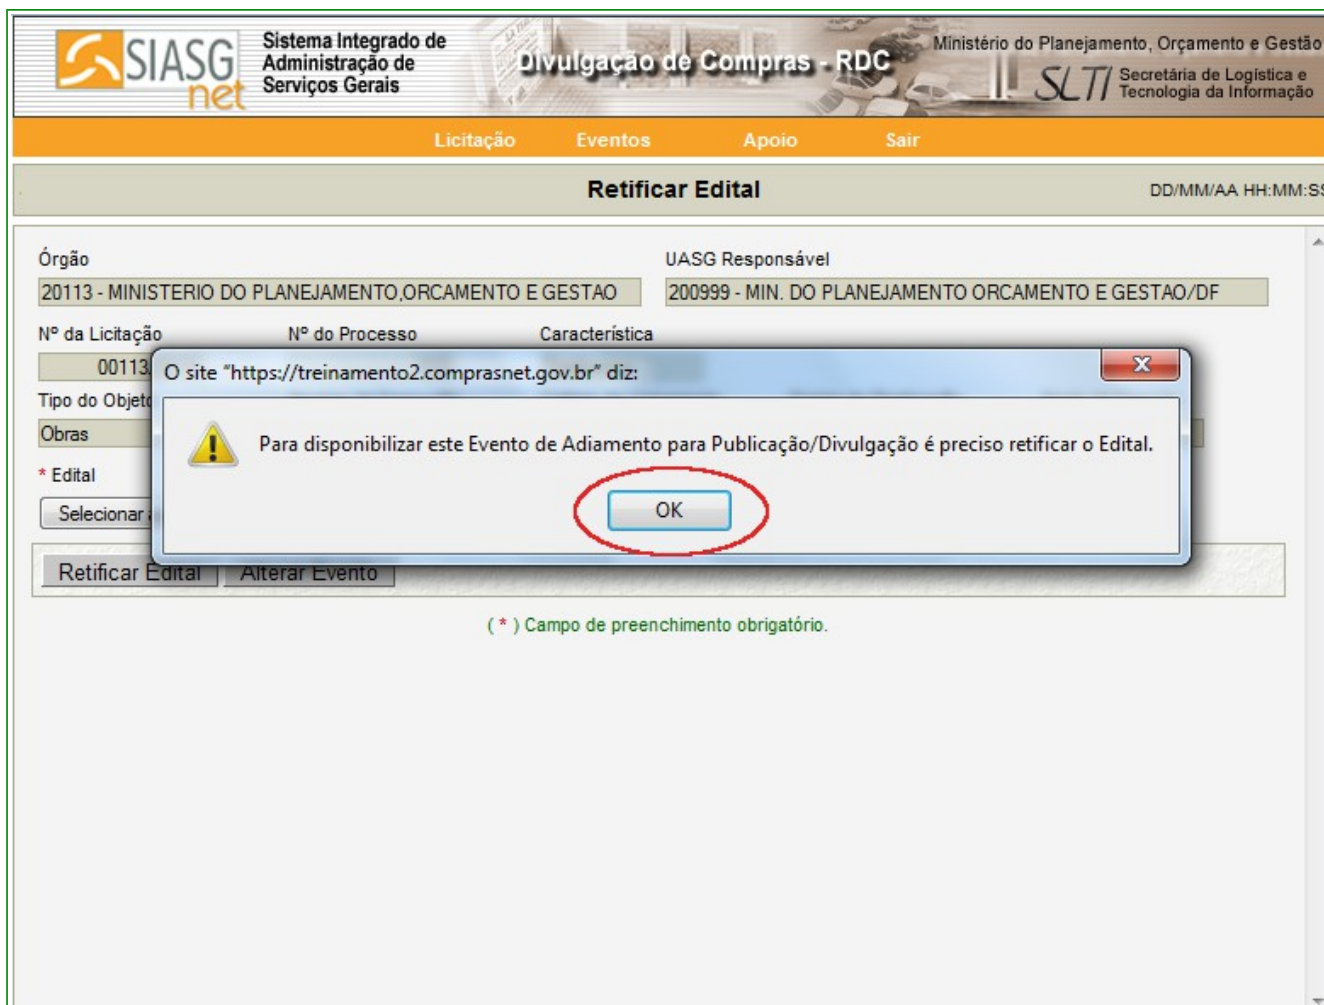 SIASG
net
Sistema Integrado de
Administração de
Serviços Gerais
Divulgação de Compras - RDC
Ministério do Planejamento, Orçamento e Gestão
SLTI
Secretária de Logística e
Tecnologia da Informação
Licitação Eventos Apoio Sair
Retificar Edital
DD/MM/AA HH:MM:SS
Órgão UASG Responsável
20113 - MINISTERIO DO PLANEJAMENTO,ORCAMENTO E GESTAO 200999 - MIN. DO PLANEJAMENTO ORCAMENTO E GESTAO/DF
Nº da Licitação Nº do Processo Característica
00113
O site "https://treinamento2.comprasnet.gov.br" diz:
Tipo do Objeto
Obras
Para disponibilizar este Evento de Adiamento para Publicação/Divulgação é preciso retificar o Edital.
* Edital
Selecionar
OK
Retificar Edital Alterar Evento
( * ) Campo de preenchimento obrigatório.